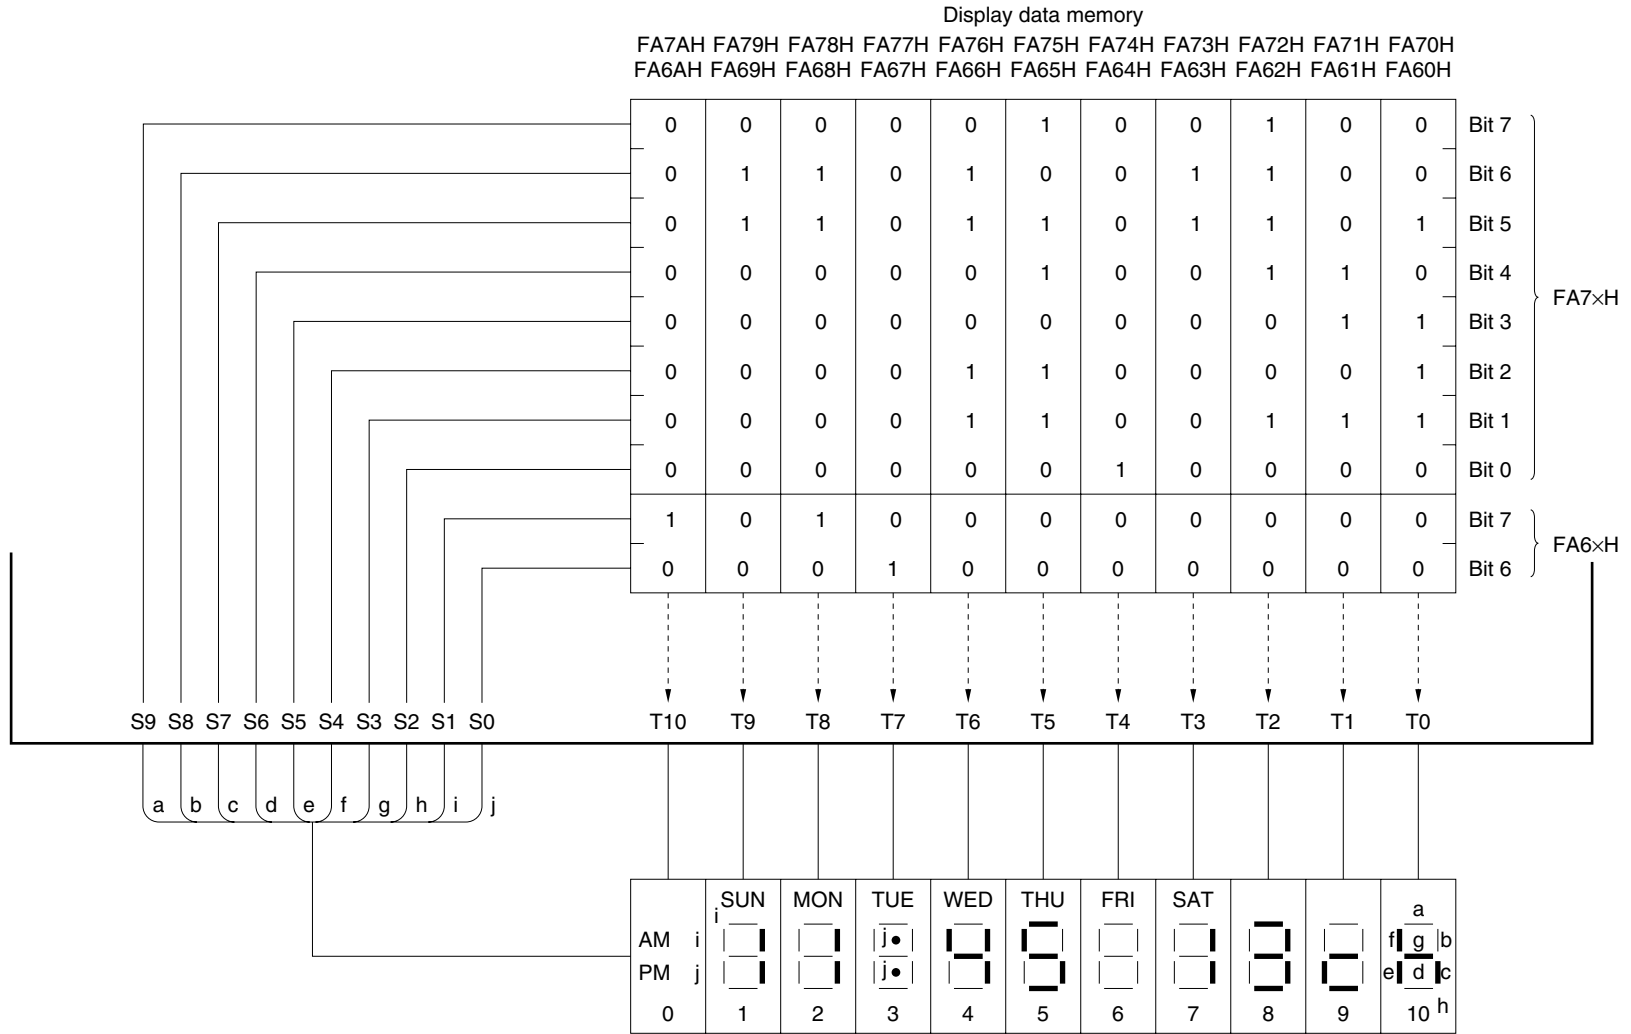 Display data memory
FA7AH FA79H FA78H FA77H FA76H FA75H FA74H FA73H FA72H FA71H FA70H
FA6AH FA69H FA68H FA67H FA66H FA65H FA64H FA63H FA62H FA61H FA60H
0 0 0 0 0 1 0 0 1 0 0 Bit 7
0 1 1 0 1 0 0 1 1 0 0 Bit 6
0 1 1 0 1 1 0 1 1 0 1 Bit 5
0 0 0 0 0 1 0 0 1 1 0 Bit 4
FA7×H
0 0 0 0 0 0 0 0 0 1 1 Bit 3
0 0 0 0 1 1 0 0 0 0 1 Bit 2
0 0 0 0 1 1 0 0 1 1 1 Bit 1
0 0 0 0 0 0 1 0 0 0 0 Bit 0
1 0 1 0 0 0 0 0 0 0 0 Bit 7
FA6×H
0 0 0 1 0 0 0 0 0 0 0 Bit 6
S9 S8 S7 S6 S5 S4 S3 S2 S1 S0 T10 T9 T8 T7 T6 T5 T4 T3 T2 T1 T0
a b c d e f g h i j
SUN MON TUE WED THU FRI SAT
i a
AM i j f g b
PM j j e d c
0 1 2 3 4 5 6 7 8 9 10 h